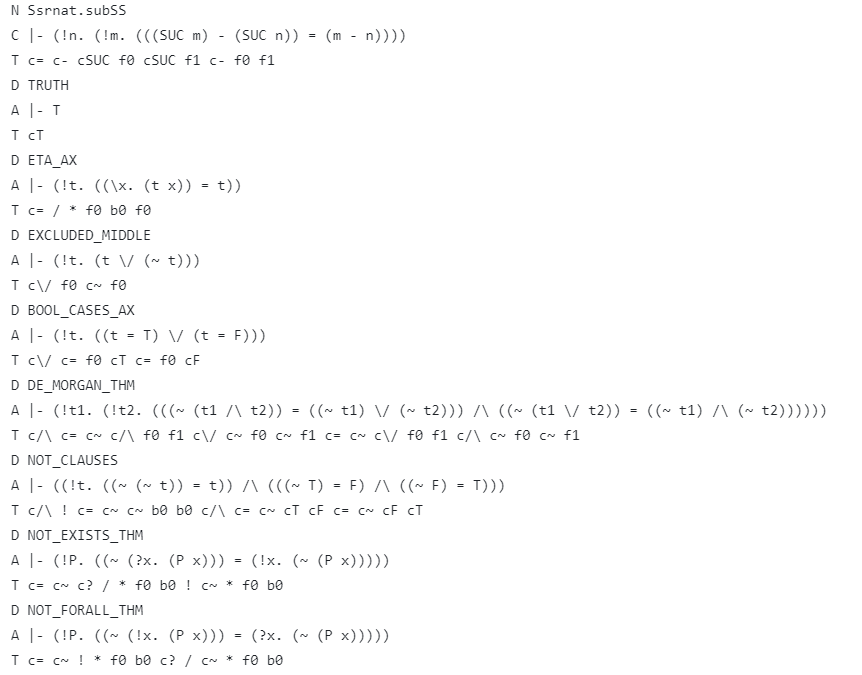 N Ssrnat.subSS
C |- (!n. (!m. (((SUC m) - (SUC n)) = (m - n))))
T c= c- cSUC f0 cSUC f1 c- f0 f1
D TRUTH
A |- T
T cT
D ETA_AX
A |- (!t. ((\x. (t x)) = t))
T c= / * f0 b0 f0
D EXCLUDED_MIDDLE
A |- (!t. (t \/ (~ t)))
T c\/ f0 c~ f0
D BOOL_CASES_AX
A |- (!t. ((t = T) \/ (t = F)))
T c\/ c= f0 cT c= f0 cF
D DE_MORGAN_THM
A |- (!t1. (!t2. (((~ (t1 /\ t2)) = ((~ t1) \/ (~ t2))) /\ ((~ (t1 \/ t2)) = ((~ t1) /\ (~ t2))))))
T c/\ c= c~ c/\ f0 f1 c\/ c~ f0 c~ f1 c= c~ c\/ f0 f1 c/\ c~ f0 c~ f1
D NOT_CLAUSES
A |- ((!t. ((~ (~ t)) = t)) /\ (((~ T) = F) /\ ((~ F) = T)))
T c/\ ! c= c~ c~ b0 b0 c/\ c= c~ cT cF c= c~ cF cT
D NOT_EXISTS_THM
A |- (!P. ((~ (?x. (P x))) = (!x. (~ (P x)))))
T c= c~ c? / * f0 b0 ! c~ * f0 b0
D NOT_FORALL_THM
A |- (!P. ((~ (!x. (P x))) = (?x. (~ (P x)))))
T c= c~ ! * f0 b0 c? / c~ * f0 b0